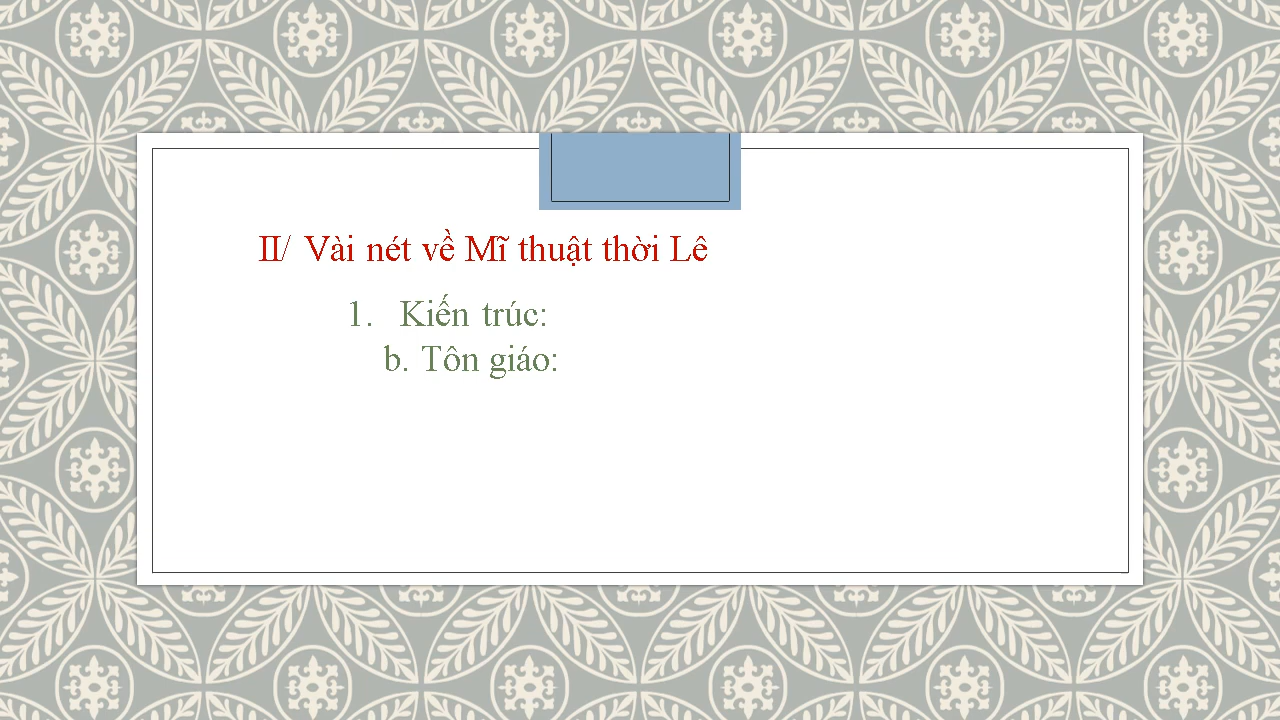 II/ Vài nét về Mĩ thuật thời Lê
1. Kiến trúc:
b. Tôn giáo: